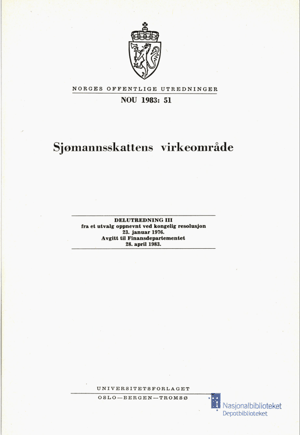 NORGES OFFENTLIGE UTREDNINGER
NOU 1983: 51
Sjømannsskattens virkeområde
DELUTREDNING III
fra et utvalg oppnevnt ved kongelig resolusjon
23. januar 1976.
Avgitt til Finansdepartementet
28. april 1983.
UNIVERSITETSFORLAGET
OSLO—BERGEN—TROMSØ
Nasjonalbiblioteket
Depotbiblioteket